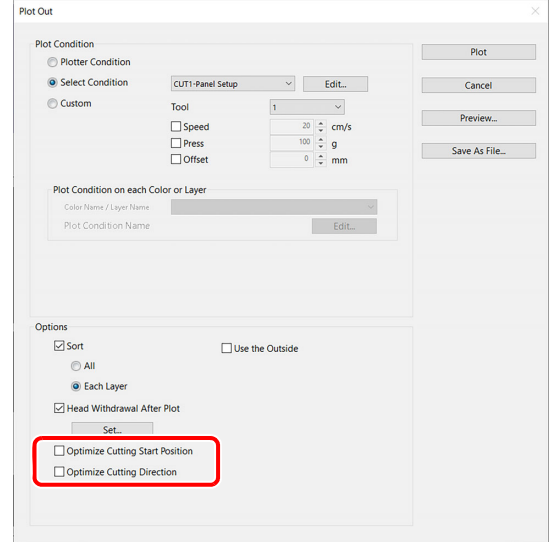 Plot Out
Plot Condition
Plotter Condition
Select Condition
CUT1-Panel Setup
Edit...
Custom
Tool
1
Speed
20
cm/s
Press
100
g
Offset
0
mm
Plot Condition on each Color or Layer
Color Name / Layer Name
Plot Condition Name
Edit...
Plot
Cancel
Preview...
Save As File...
Options
Sort
Use the Outside
All
Each Layer
Head Withdrawal After Plot
Set...
Optimize Cutting Start Position
Optimize Cutting Direction